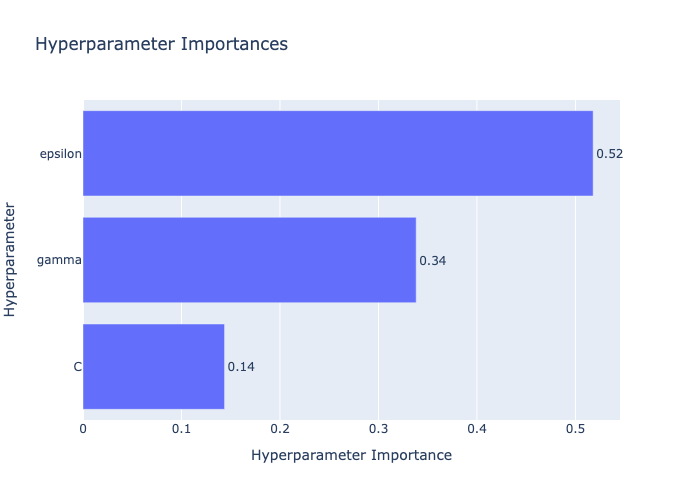 Hyperparameter Importances
epsilon
0.52
gamma
0.34
C
0.14
0
0.1
0.2
0.3
0.4
0.5
Hyperparameter Importance
Hyperparameter